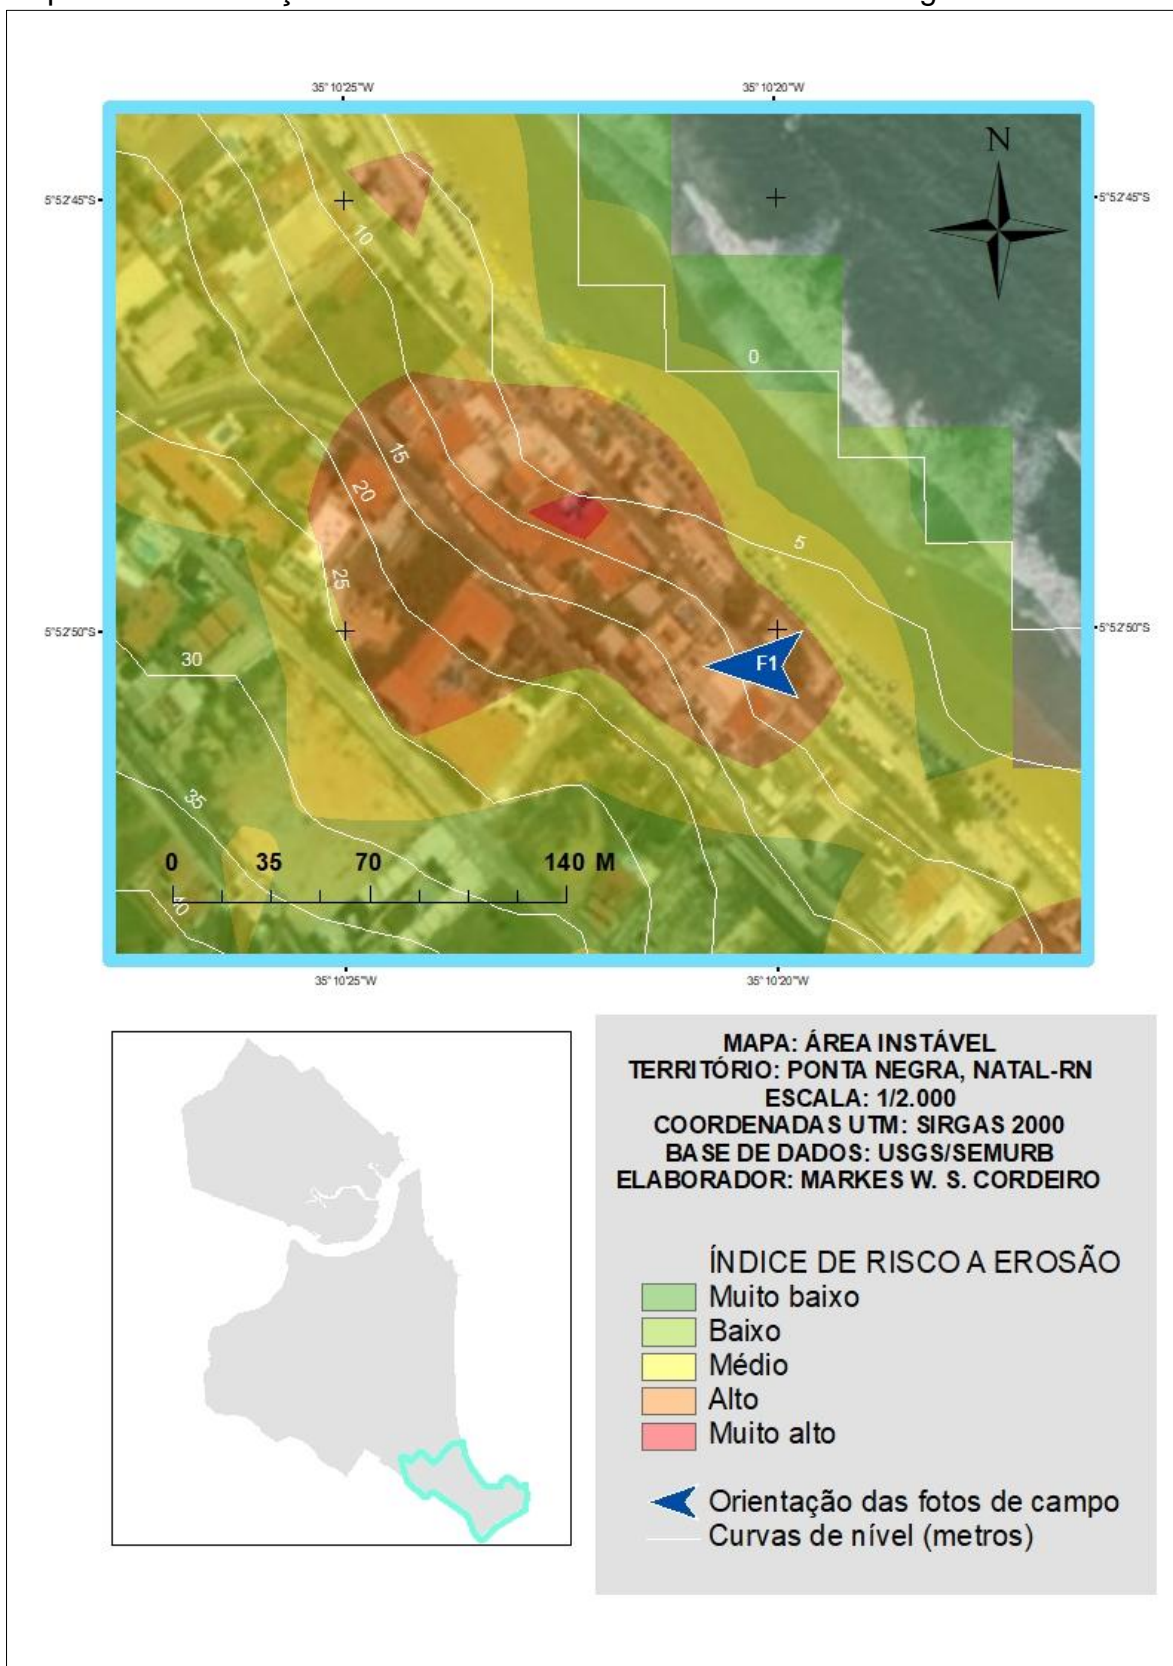 35°10'25"W 35°10'20"W
5°52'45"S 5°52'45"S
N
10
0
15
20
5
25
5°52'50"S 5°52'50"S
F1
30
35
0 35 70 140 M
40
35°10'25"W 35°10'20"W
MAPA: ÁREA INSTÁVEL
TERRITÓRIO: PONTA NEGRA, NATAL-RN
ESCALA: 1/2.000
COORDENADAS UTM: SIRGAS 2000
BASE DE DADOS: USGS/SEMURB
ELABORADOR: MARKES W. S. CORDEIRO
ÍNDICE DE RISCO A EROSÃO
Muito baixo
Baixo
Médio
Alto
Muito alto
Orientação das fotos de campo
Curvas de nível (metros)